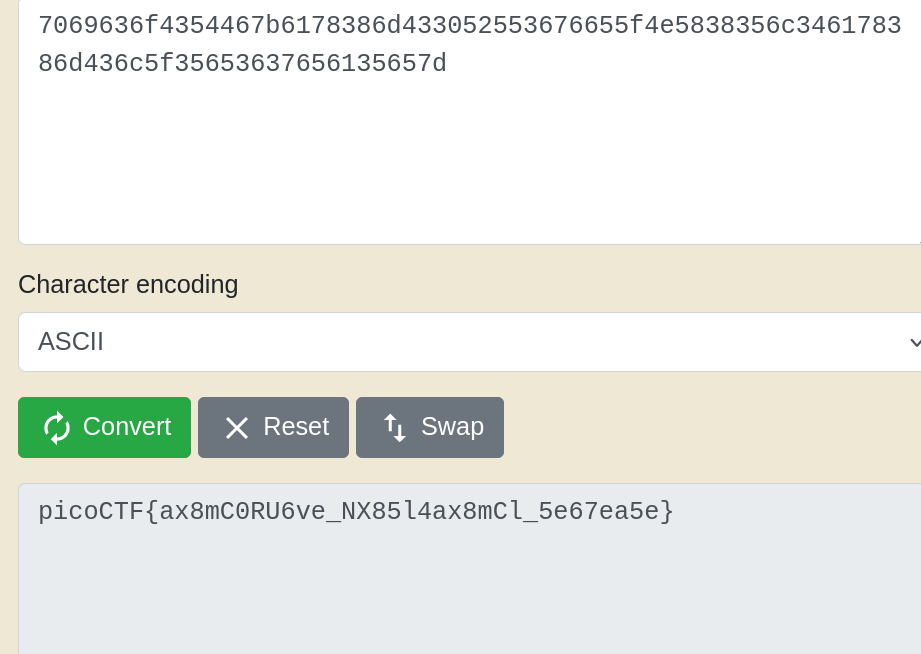 7069636f4354467b6178386d433052553676655f4e5838356c3461783
86d436c5f35653637656135657d
Character encoding
ASCII
Convert Reset Swap
picoCTF{ax8mC0RU6ve_NX85l4ax8mCl_5e67ea5e}